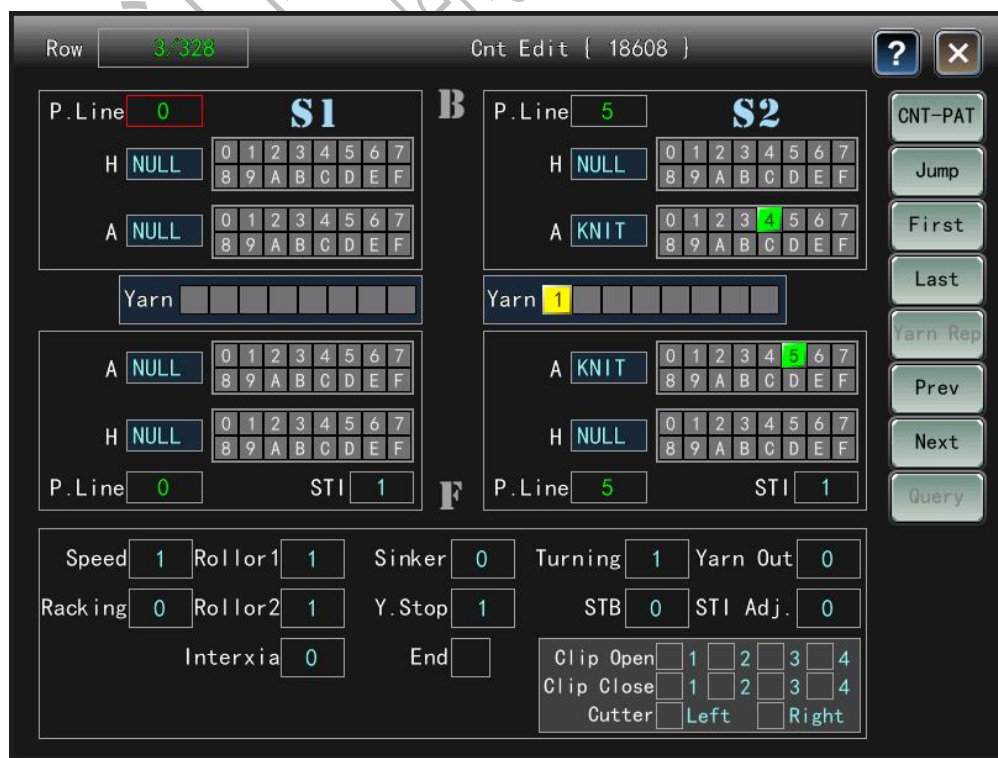 Row 3/328 Cnt Edit { 18608 } ?
P.Line 0 S1 B P.Line 5 S2 CNT-PAT
H NULL 0 1 2 3 4 5 6 7 H NULL 0 1 2 3 4 5 6 7 Jump
8 9 A B C D E F 8 9 A B C D E F
A NULL 0 1 2 3 4 5 6 7 A KNIT 0 1 2 3 4 5 6 7 First
8 9 A B C D E F 8 9 A B C D E F
Yarn Yarn 1 Last
Yarn Rep
A NULL 0 1 2 3 4 5 6 7 A KNIT 0 1 2 3 4 5 6 7 Prev
8 9 A B C D E F 8 9 A B C D E F
H NULL 0 1 2 3 4 5 6 7 H NULL 0 1 2 3 4 5 6 7 Next
8 9 A B C D E F 8 9 A B C D E F
P.Line 0 STI 1 F P.Line 5 STI 1 Query
Speed 1 Rollor1 1 Sinker 0 Turning 1 Yarn Out 0
Racking 0 Rollor2 1 Y.Stop 1 STB 0 STI Adj. 0
Interxia 0 End Clip Open 1 2 3 4
Clip Close 1 2 3 4
Cutter Left Right